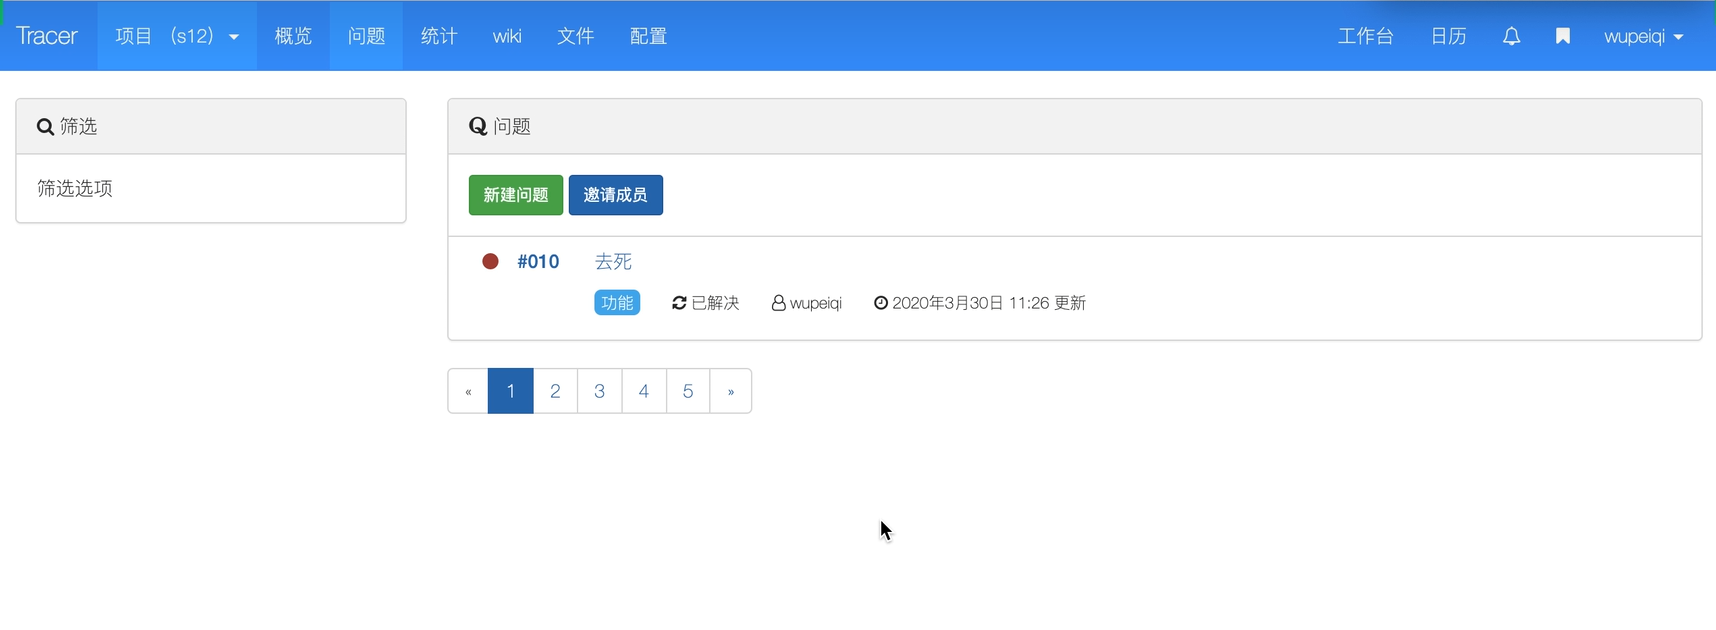 Tracer 项目 （s12） 概览 问题 统计 wiki 文件 配置 工作台 日历 wupeiqi
筛选
筛选选项
问题
新建问题 邀请成员
#010 去死
功能 已解决 wupeiqi 2020年3月30日 11:26 更新
« 1 2 3 4 5 »